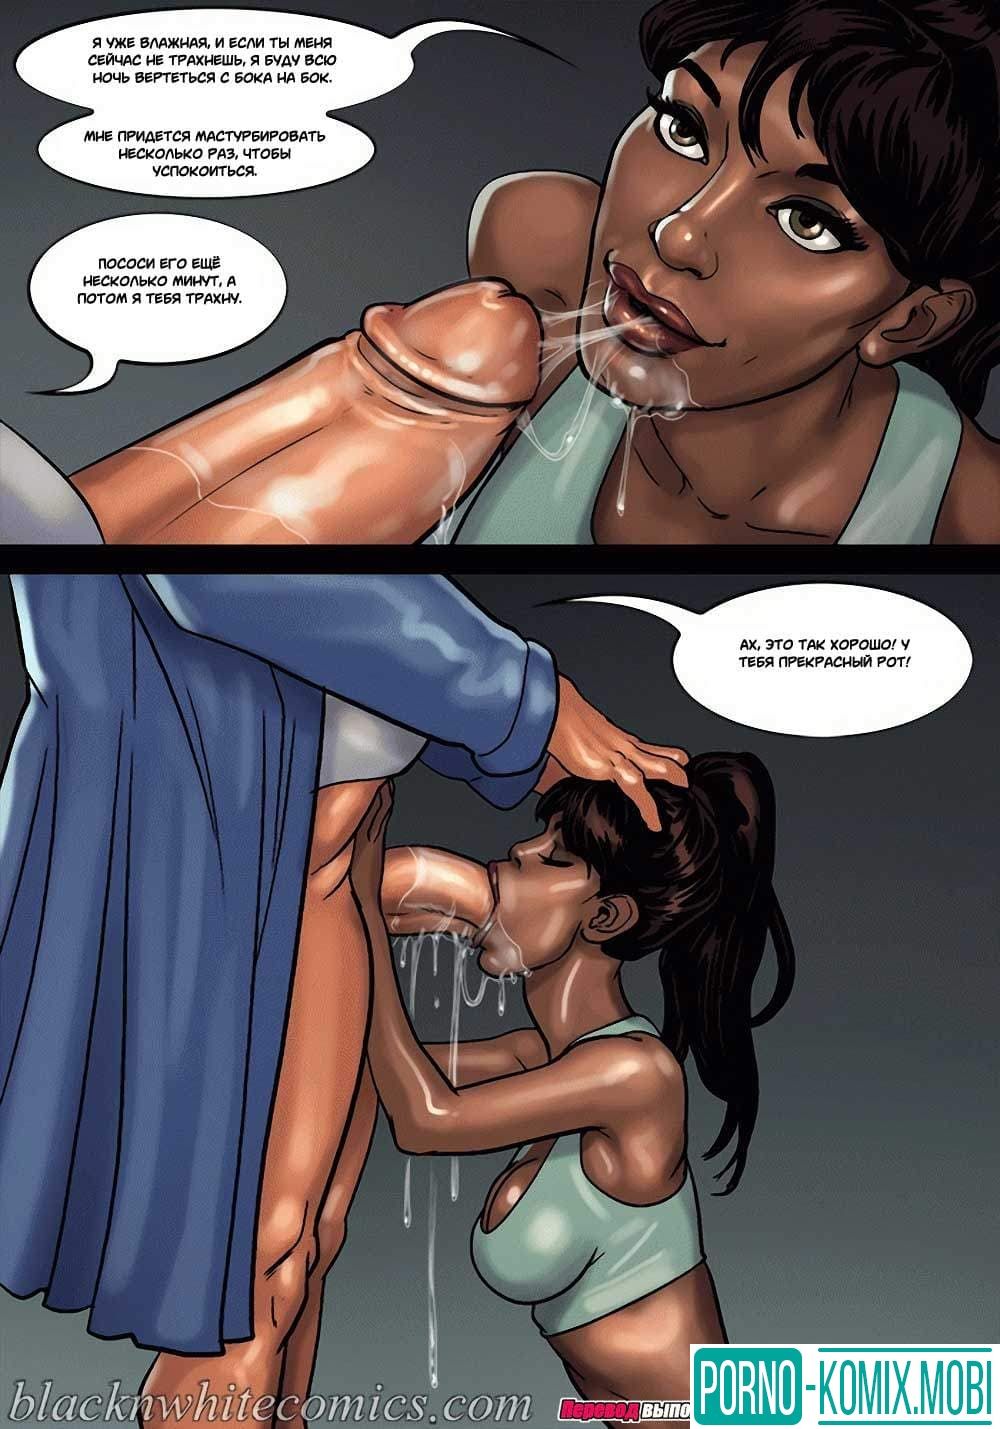 Я УЖЕ ВЛАЖНАЯ, И ЕСЛИ ТЫ МЕНЯ
СЕЙЧАС НЕ ТРАХНЕШЬ, Я БУДУ ВСЮ
НОЧЬ ВЕРТЕТЬСЯ С БОКА НА БОК.
МНЕ ПРИДЕТСЯ МАСТУРБИРОВАТЬ
НЕСКОЛЬКО РАЗ, ЧТОБЫ
УСПОКОИТЬСЯ.
ПОСОСИ ЕГО ЕЩЁ
НЕСКОЛЬКО МИНУТ, А
ПОТОМ Я ТЕБЯ ТРАХНУ.
АХ, ЭТО ТАК ХОРОШО! У
ТЕБЯ ПРЕКРАСНЫЙ РОТ!
blacknwhitecomics.com
Перевод
PORNO-KOMIX.MOBI